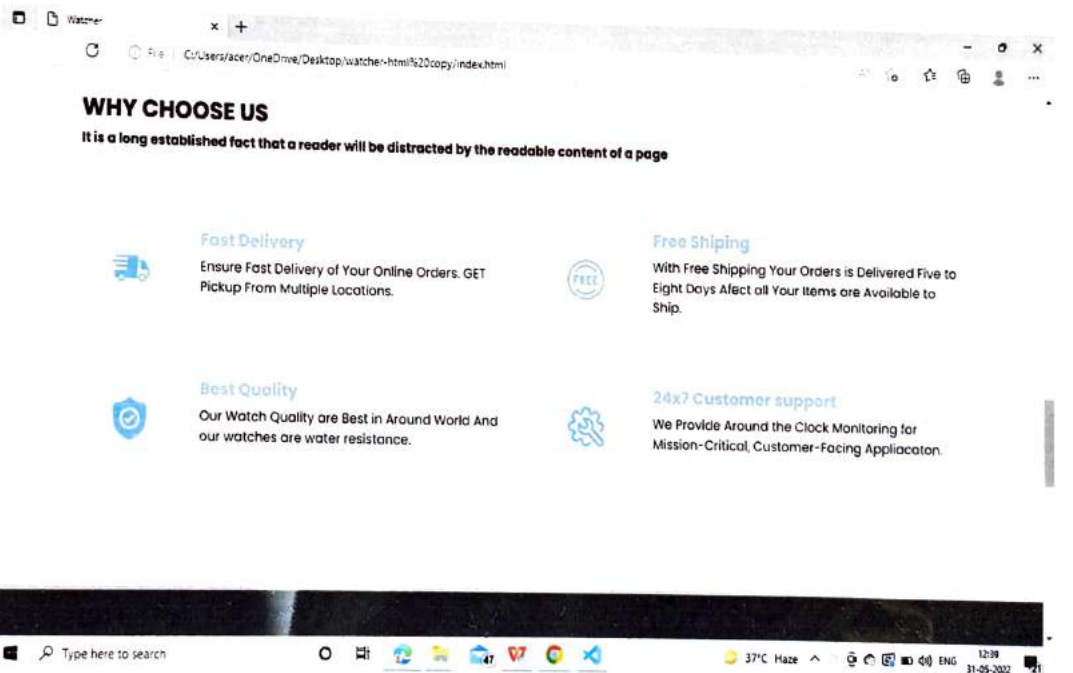 Watcher
C:/Users/acer/OneDrive/Desktop/watcher-html%20copy/index.html
WHY CHOOSE US
It is a long established fact that a reader will be distracted by the readable content of a page
Fast Delivery
Ensure Fast Delivery of Your Online Orders. GET
Pickup From Multiple Locations.
FREE
Free Shiping
With Free Shipping Your Orders is Delivered Five to
Eight Days Afect all Your Items are Available to
Ship.
Best Quality
Our Watch Quality are Best in Around World And
our watches are water resistance.
24x7 Customer support
We Provide Around the Clock Monitoring for
Mission-Critical, Customer-Facing Appliacaton.
Type here to search
47
37°C Haze
ENG
12:39
31-05-2022
21